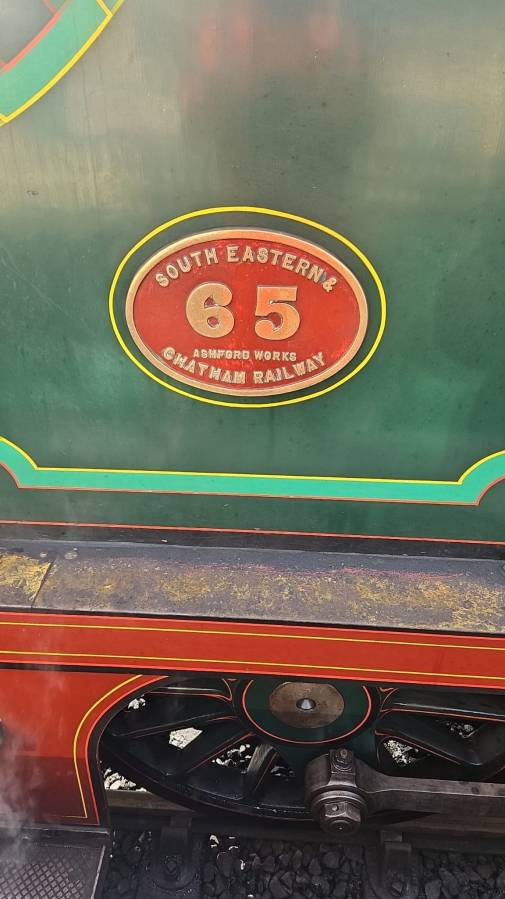 SOUTH EASTERN &
65
ASHFORD WORKS
CHATHAM RAILWAY